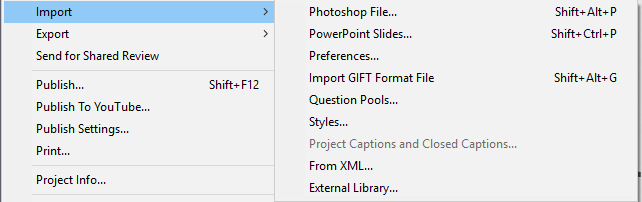 Import
Export
Send for Shared Review
Publish... Shift+F12
Publish To YouTube...
Publish Settings...
Print...
Project Info...
Photoshop File... Shift+Alt+P
PowerPoint Slides... Shift+Ctrl+P
Preferences...
Import GIFT Format File Shift+Alt+G
Question Pools...
Styles...
Project Captions and Closed Captions...
From XML...
External Library...